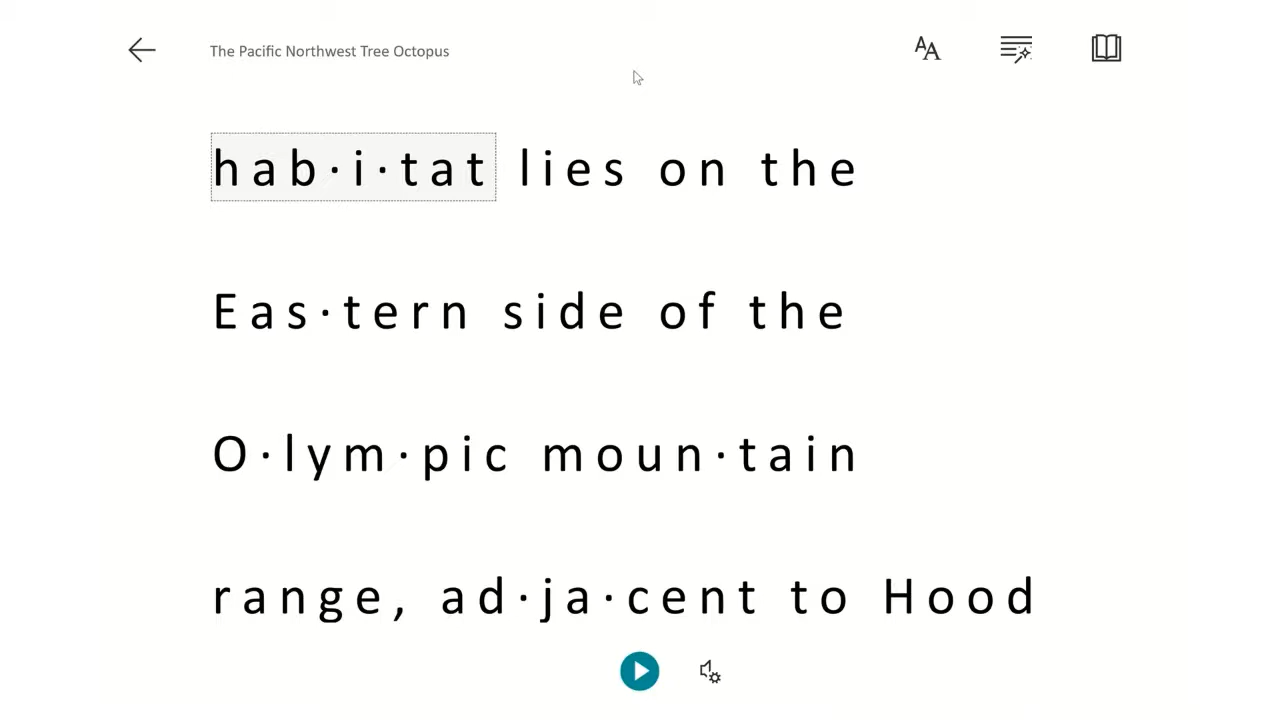 The Pacific Northwest Tree Octopus
hab·i·tat lies on the
Eas·tern side of the
O·lym·pic moun·tain
range, ad·ja·cent to Hood